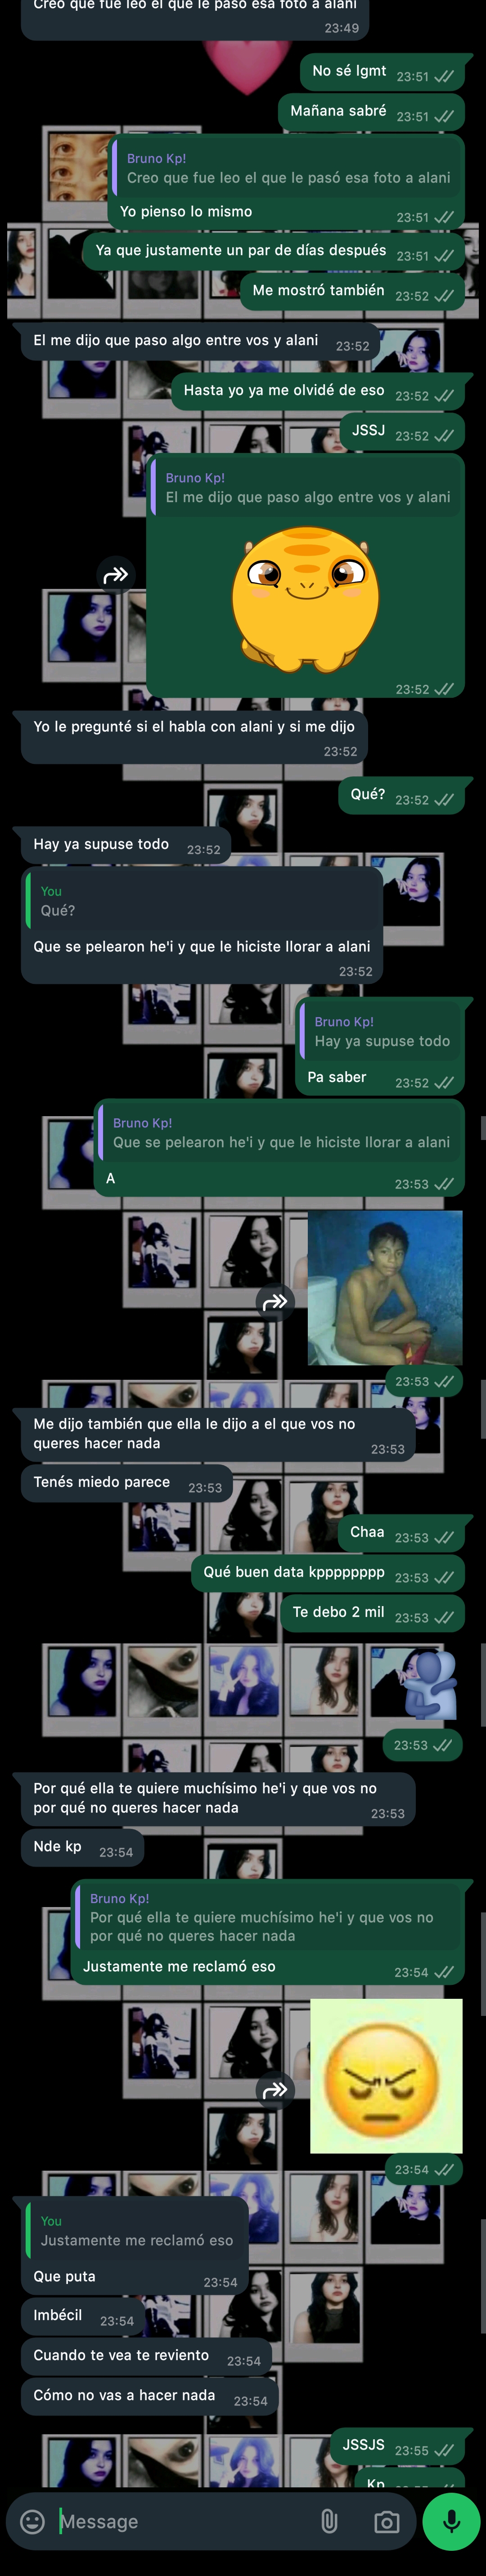 Creo que fue leo el que le pasó esa foto a alani
23:49
No sé lgmt 23:51
Mañana sabré 23:51
Bruno Kp!
Creo que fue leo el que le pasó esa foto a alani
Yo pienso lo mismo 23:51
Ya que justamente un par de días después 23:51
Me mostró también 23:52
El me dijo que paso algo entre vos y alani 23:52
Hasta yo ya me olvidé de eso 23:52
JSSJ 23:52
Bruno Kp!
El me dijo que paso algo entre vos y alani
23:52
Yo le pregunté si el habla con alani y si me dijo
23:52
Qué? 23:52
Hay ya supuse todo 23:52
You
Qué?
Que se pelearon he'i y que le hiciste llorar a alani
23:52
Bruno Kp!
Hay ya supuse todo
Pa saber 23:52
Bruno Kp!
Que se pelearon he'i y que le hiciste llorar a alani
A 23:53
23:53
Me dijo también que ella le dijo a el que vos no
queres hacer nada 23:53
Tenés miedo parece 23:53
Chaa 23:53
Qué buen data kpppppppp 23:53
Te debo 2 mil 23:53
23:53
Por qué ella te quiere muchísimo he'i y que vos no
por qué no queres hacer nada 23:53
Nde kp 23:54
Bruno Kp!
Por qué ella te quiere muchísimo he'i y que vos no
por qué no queres hacer nada
Justamente me reclamó eso 23:54
23:54
You
Justamente me reclamó eso
Que puta 23:54
Imbécil 23:54
Cuando te vea te reviento 23:54
Cómo no vas a hacer nada 23:54
JSSJS 23:55
Kp
Message